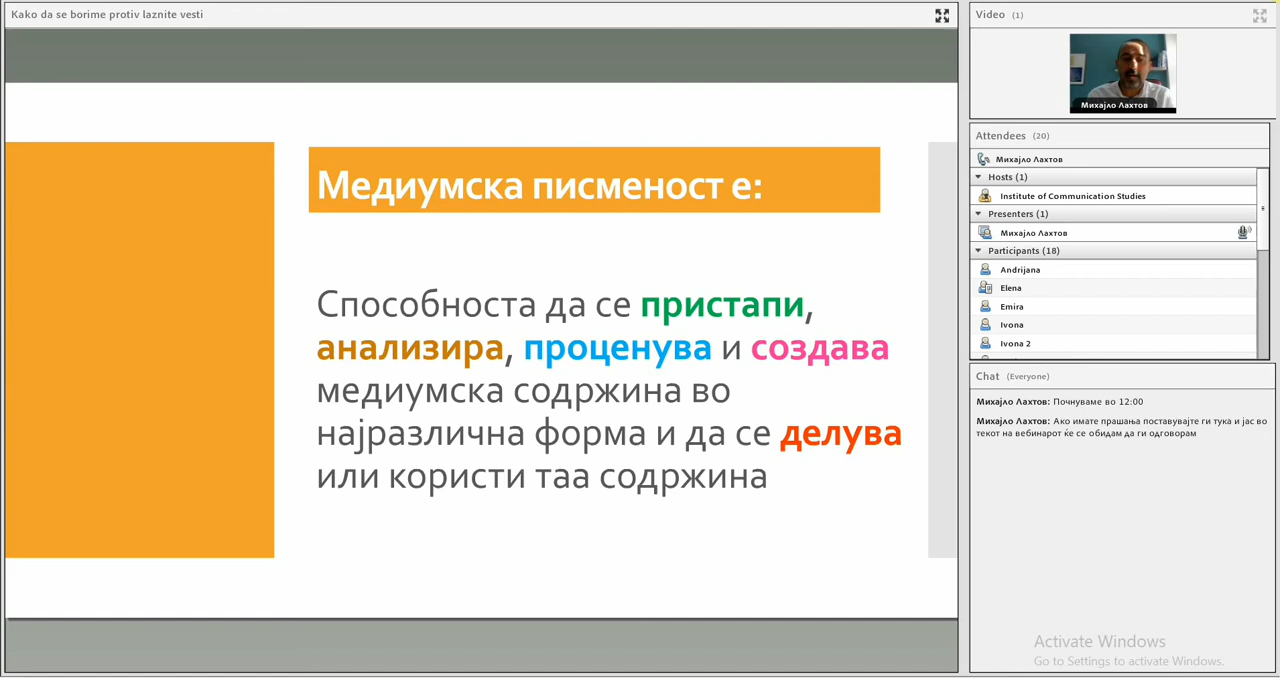 Kako da se borime protiv laznite vesti
Медиумска писменост е:
Способноста да се пристапи,
анализира, проценува и создава
медиумска содржина во
најразлична форма и да се делува
или користи таа содржина
Video (1)
Михајло Лахтов
Attendees (20)
Михајло Лахтов
Hosts (1)
Institute of Communication Studies
Presenters (1)
Михајло Лахтов
Participants (18)
Andrijana
Elena
Emira
Ivona
Ivona 2
Chat (Everyone)
Михајло Лахтов: Почнуваме во 12:00
Михајло Лахтов: Ако имате прашања поставувајте ги тука и јас во
текот на вебинарот ќе се обидам да ги одговорам
Activate Windows
Go to Settings to activate Windows.